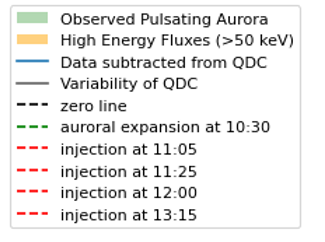 Observed Pulsating Aurora
High Energy Fluxes (>50 keV)
Data subtracted from QDC
Variability of QDC
zero line
auroral expansion at 10:30
injection at 11:05
injection at 11:25
injection at 12:00
injection at 13:15